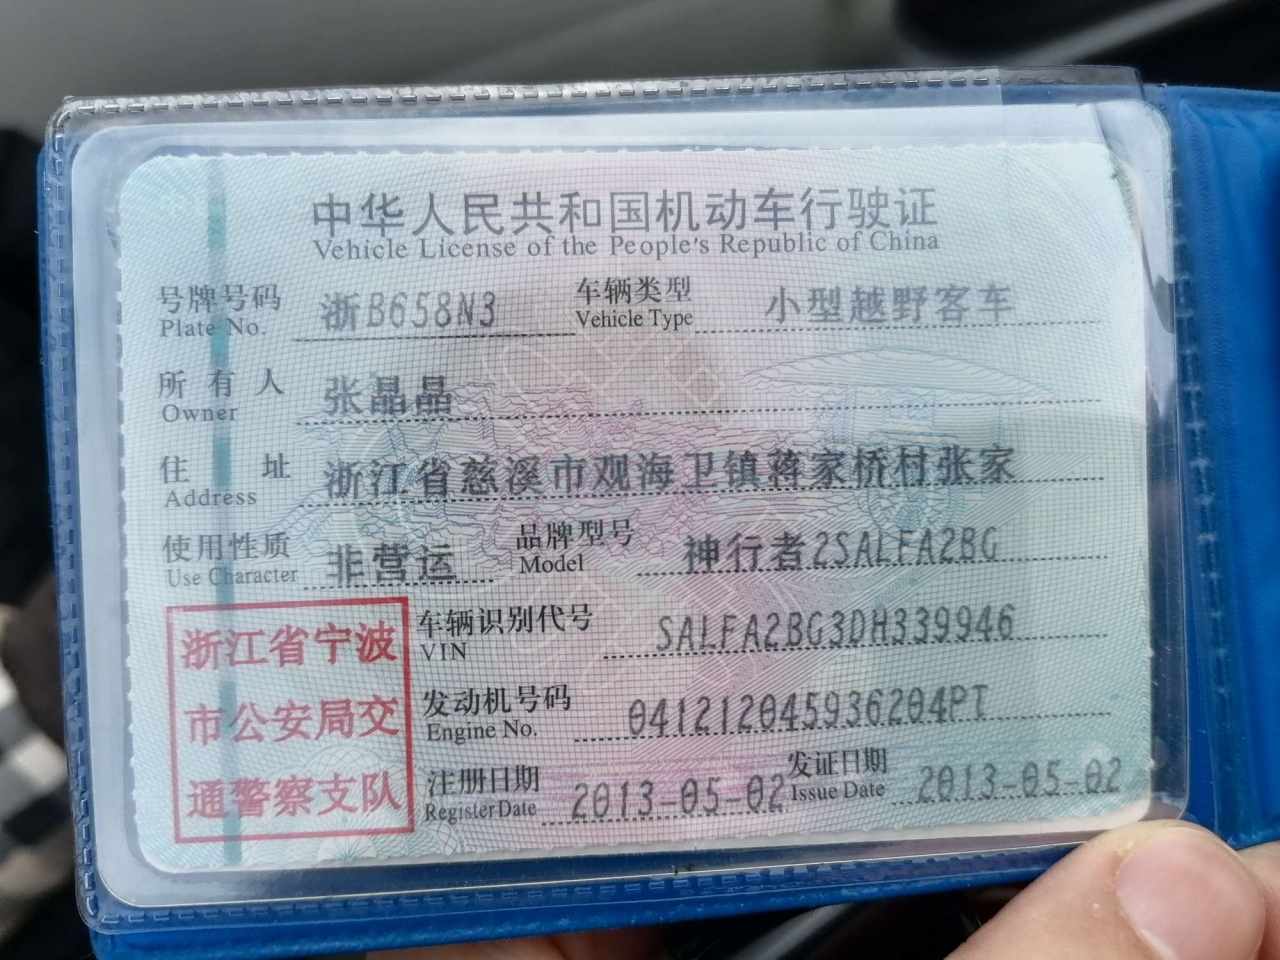 中华人民共和国机动车行驶证
Vehicle License of the People's Republic of China
号牌号码 浙B658N3 车辆类型 小型越野客车
Plate No. Vehicle Type
所有人 张晶晶
Owner
住址 浙江省慈溪市观海卫镇蒋家桥村张家
Address
使用性质 非营运 品牌型号 神行者2SALFA2BG
Use Character Model
浙江省宁波
市公安局交
通警察支队
车辆识别代号 SALFA2BG3DH339946
VIN
发动机号码 041212045936204PT
Engine No.
注册日期 2013-05-02 发证日期 2013-05-02
Register Date Issue Date